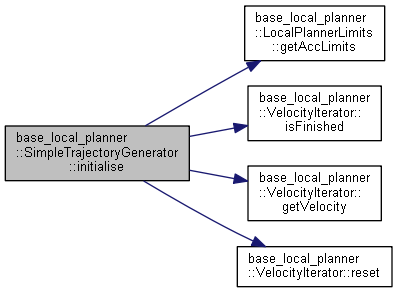 base_local_planner
::SimpleTrajectoryGenerator
::initialise
base_local_planner
::LocalPlannerLimits
::getAccLimits
base_local_planner
::VelocityIterator::
isFinished
base_local_planner
::VelocityIterator::
getVelocity
base_local_planner
::VelocityIterator::reset